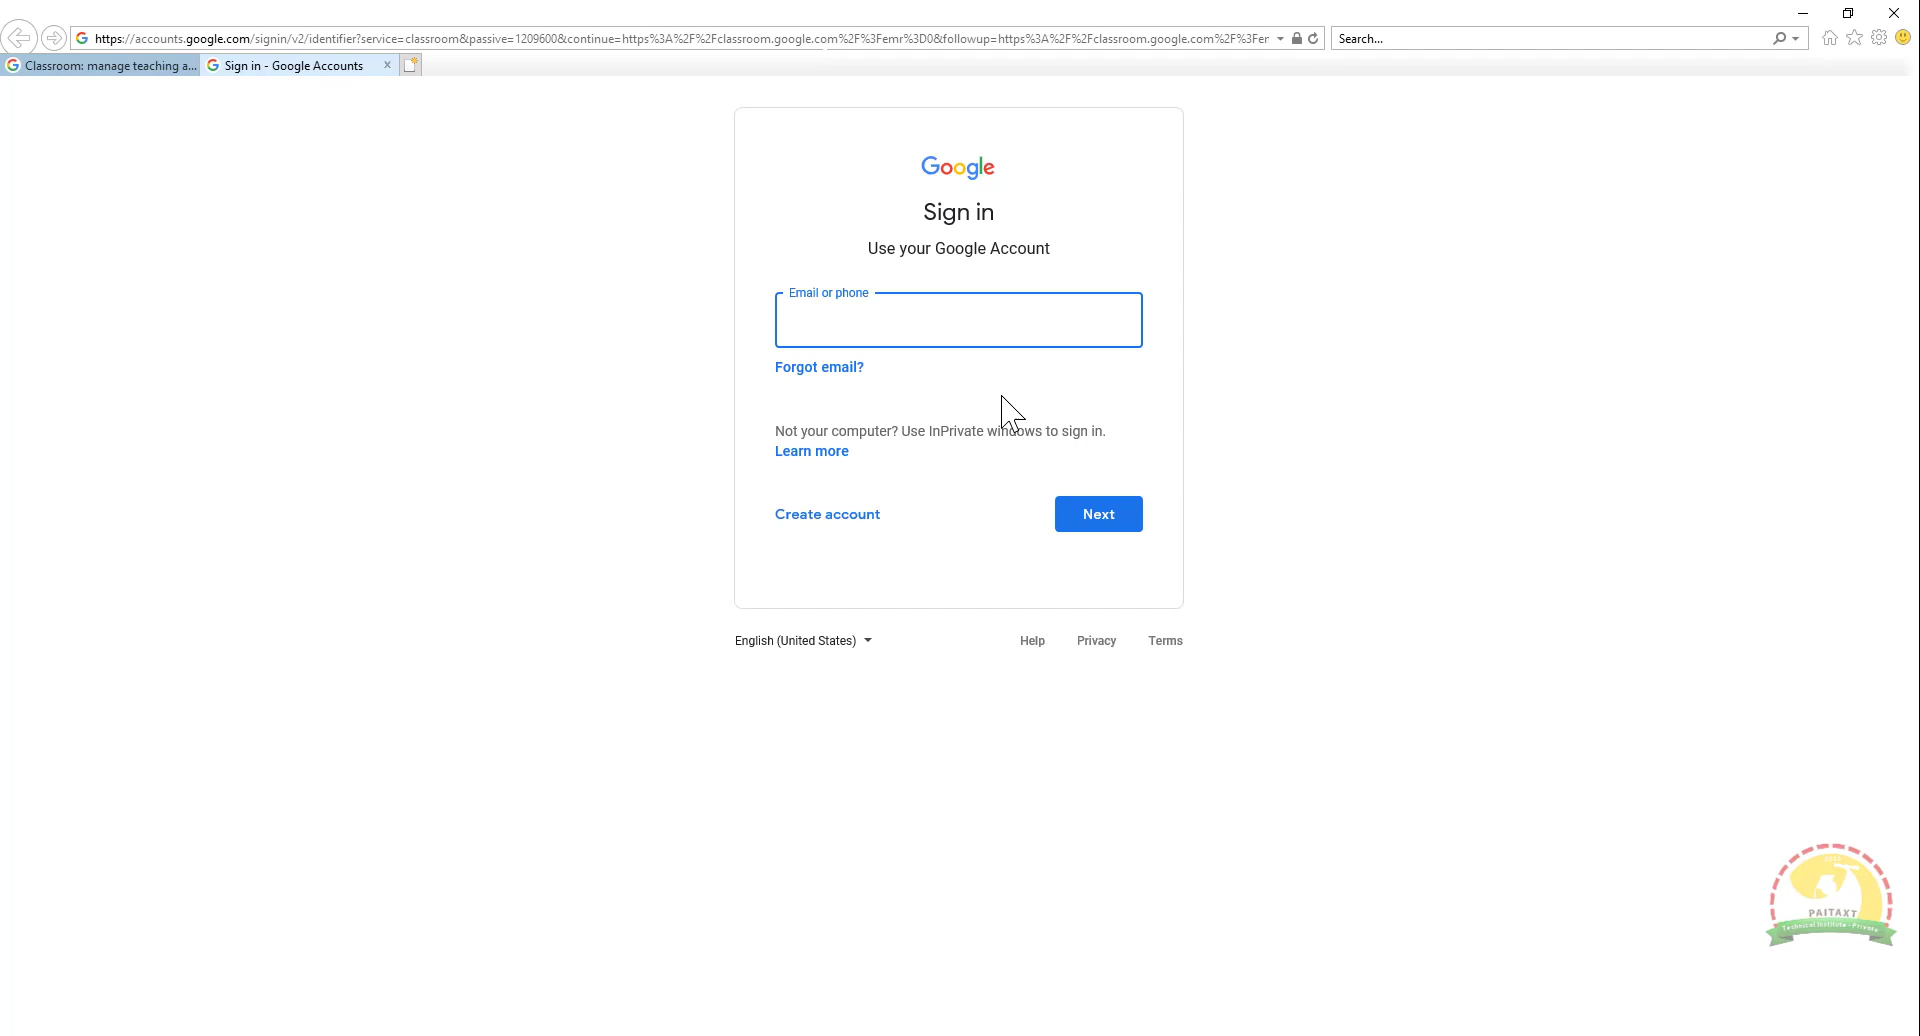 https://accounts.google.com/signin/v2/identifier?service=classroom&passive=1209600&continue=https%3A%2F%2Fclassroom.google.com%2F%3Femr%3D0&followup=https%3A%2F%2Fclassroom.google.com%2F%3Fer
Search...
Classroom: manage teaching a...
Sign in - Google Accounts
Google
Sign in
Use your Google Account
Email or phone
Forgot email?
Not your computer? Use InPrivate windows to sign in.
Learn more
Create account
Next
English (United States)
Help
Privacy
Terms
PAITAXT
Technical Institute - Private